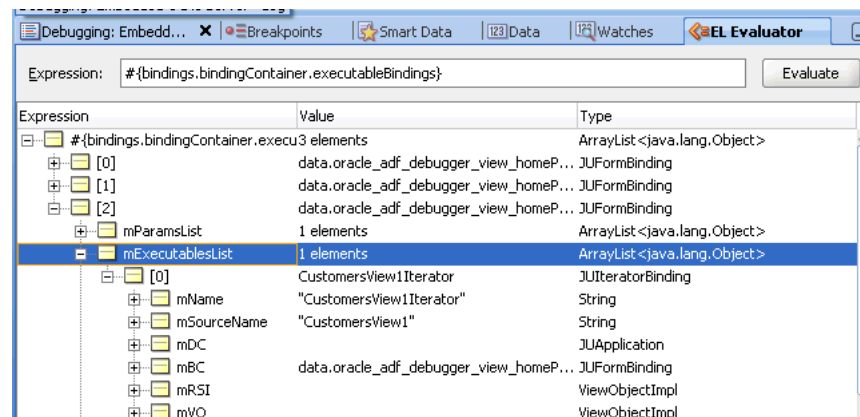 Debugging: Embedd... Breakpoints Smart Data Data Watches EL Evaluator
Expression: #{bindings.bindingContainer.executableBindings} Evaluate
Expression Value Type
#{bindings.bindingContainer.execu 3 elements ArrayList<java.lang.Object>
[0] data.oracle_adf_debugger_view_homeP... JUFormBinding
[1] data.oracle_adf_debugger_view_homeP... JUFormBinding
[2] data.oracle_adf_debugger_view_homeP... JUFormBinding
mParamsList 1 elements ArrayList<java.lang.Object>
mExecutablesList 1 elements ArrayList<java.lang.Object>
[0] CustomersView1Iterator JUIteratorBinding
mName "CustomersView1Iterator" String
mSourceName "CustomersView1" String
mDC JUApplication
mBC data.oracle_adf_debugger_view_homeP... JUFormBinding
mRSI ViewObjectImpl
mVO ViewObjectImpl